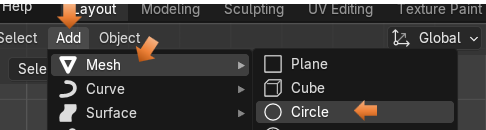 Help Layout Modeling Sculpting UV Editing Texture Paint
Select Add Object Global
Sele Mesh Plane
Curve Cube
Surface Circle